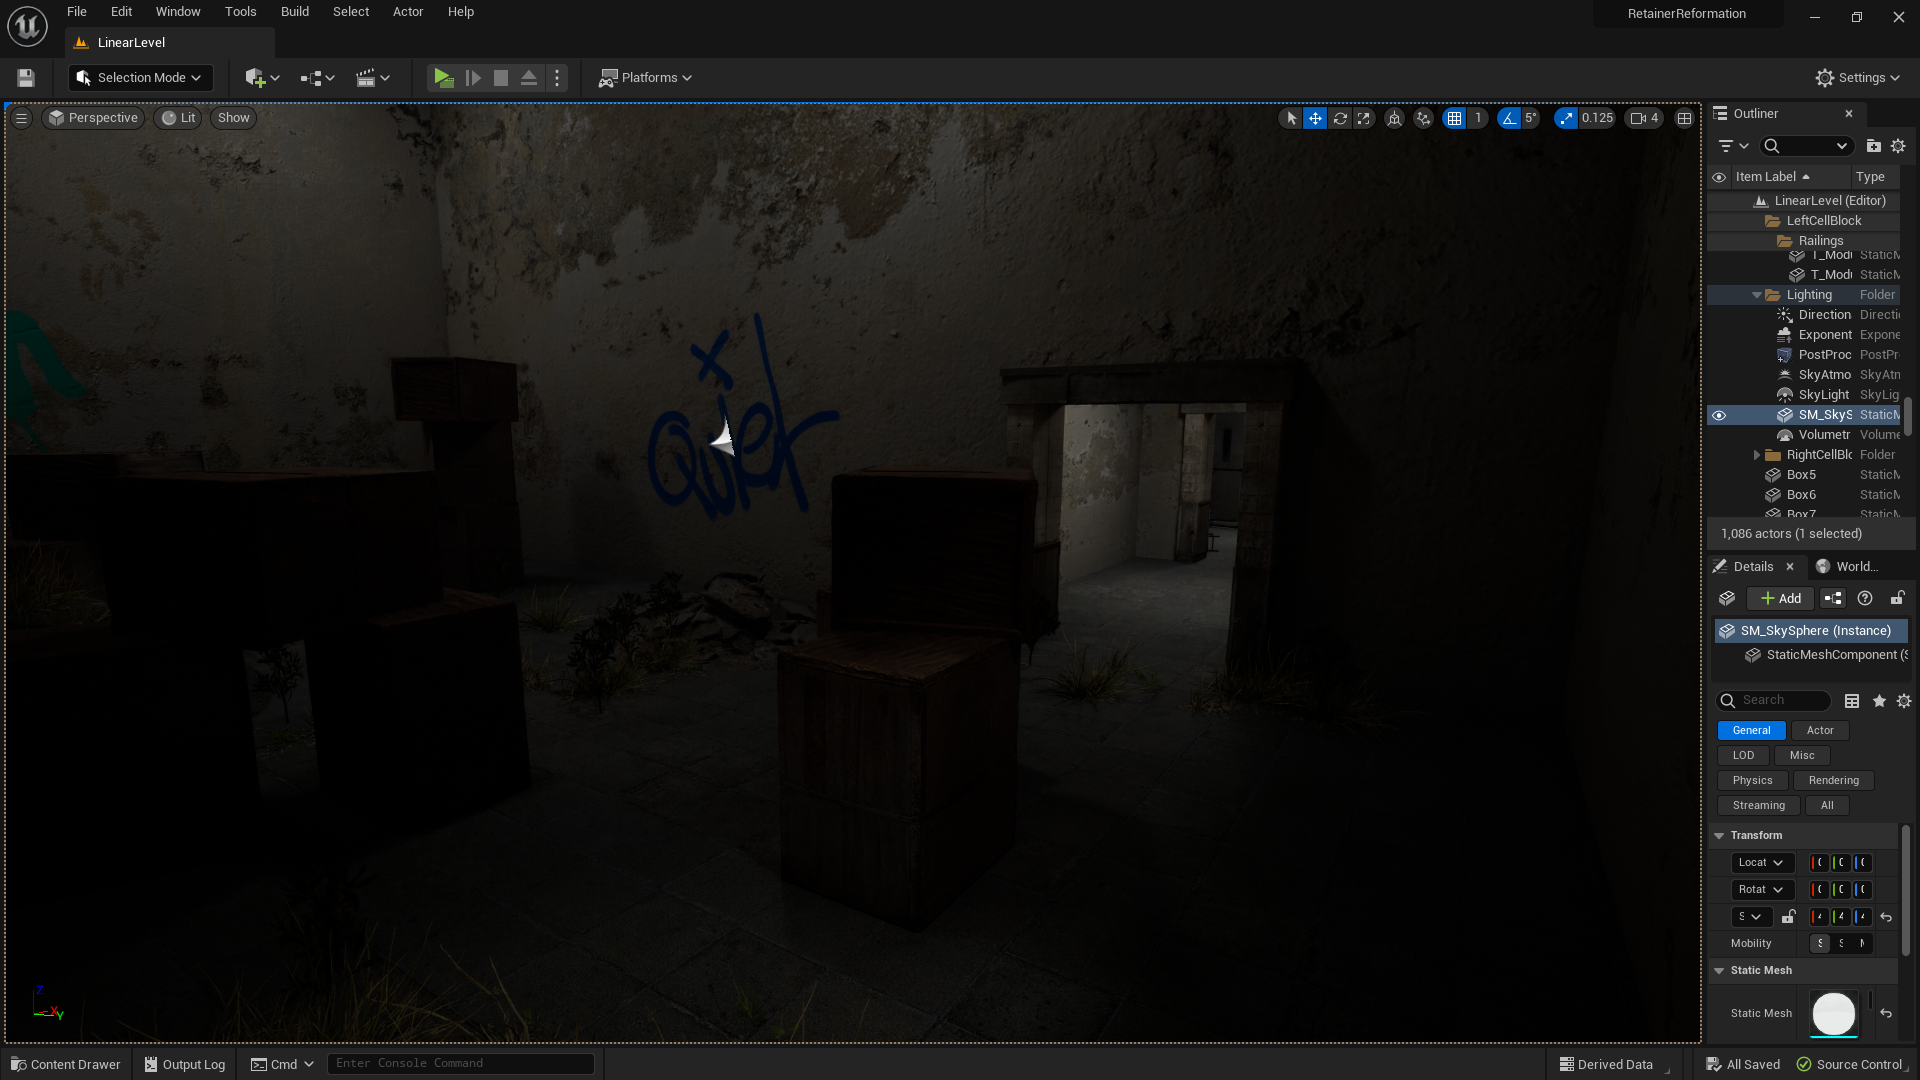 File Edit Window Tools Build Select Actor Help
RetainerReformation
LinearLevel
Selection Mode
Platforms
Settings
Perspective Lit Show
1 5° 0.125 4
Quiet
Outliner
Item Label Type
LinearLevel (Editor)
LeftCellBlock
Railings
T_Modu StaticM
T_Modu StaticM
Lighting Folder
Direction Directi
Exponent Expone
PostProc PostPr
SkyAtmo SkyAtn
SkyLight SkyLig
SM_SkyS StaticM
Volumetr Volume
RightCellBlo Folder
Box5 StaticM
Box6 StaticM
Box7 StaticM
1,086 actors (1 selected)
Details World...
Add
SM_SkySphere (Instance)
StaticMeshComponent (S
Search
General Actor
LOD Misc
Physics Rendering
Streaming All
Transform
Locat
Rotat
S
Mobility
Static Mesh
Static Mesh
Z
X
Y
Content Drawer Output Log Cmd Enter Console Command
Derived Data All Saved Source Control